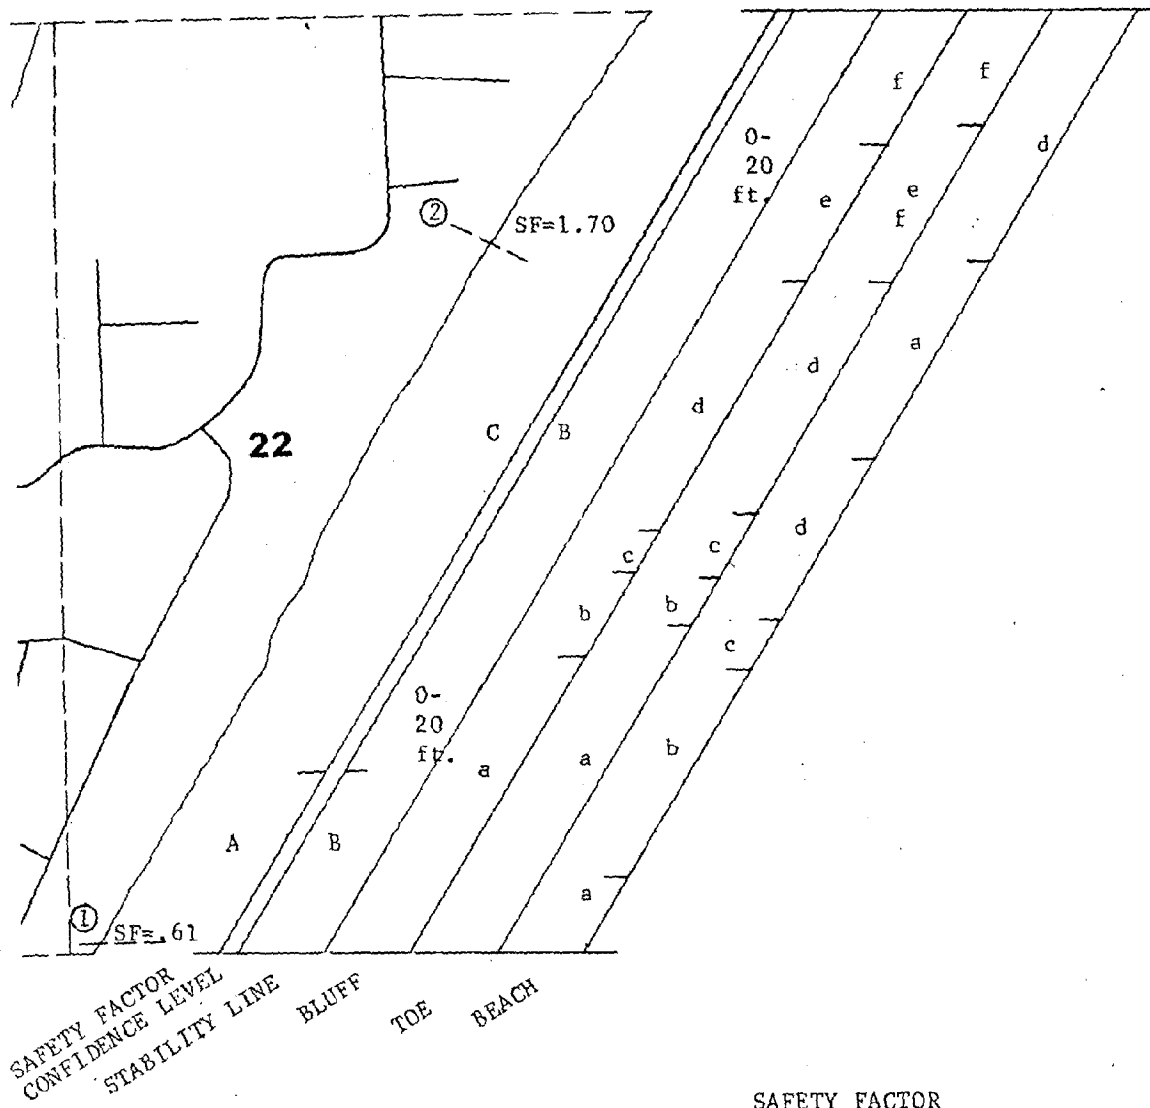 f
f
0-
20
ft.
d
e
e
f
②
SF=1.70
a
d
d
C
B
22
d
c
c
b
b
c
0-
20
ft.
b
a
a
A
B
a
①
SF=.61
SAFETY FACTOR
CONFIDENCE LEVEL
STABILITY LINE
BLUFF
TOE
BEACH
SAFETY FACTOR